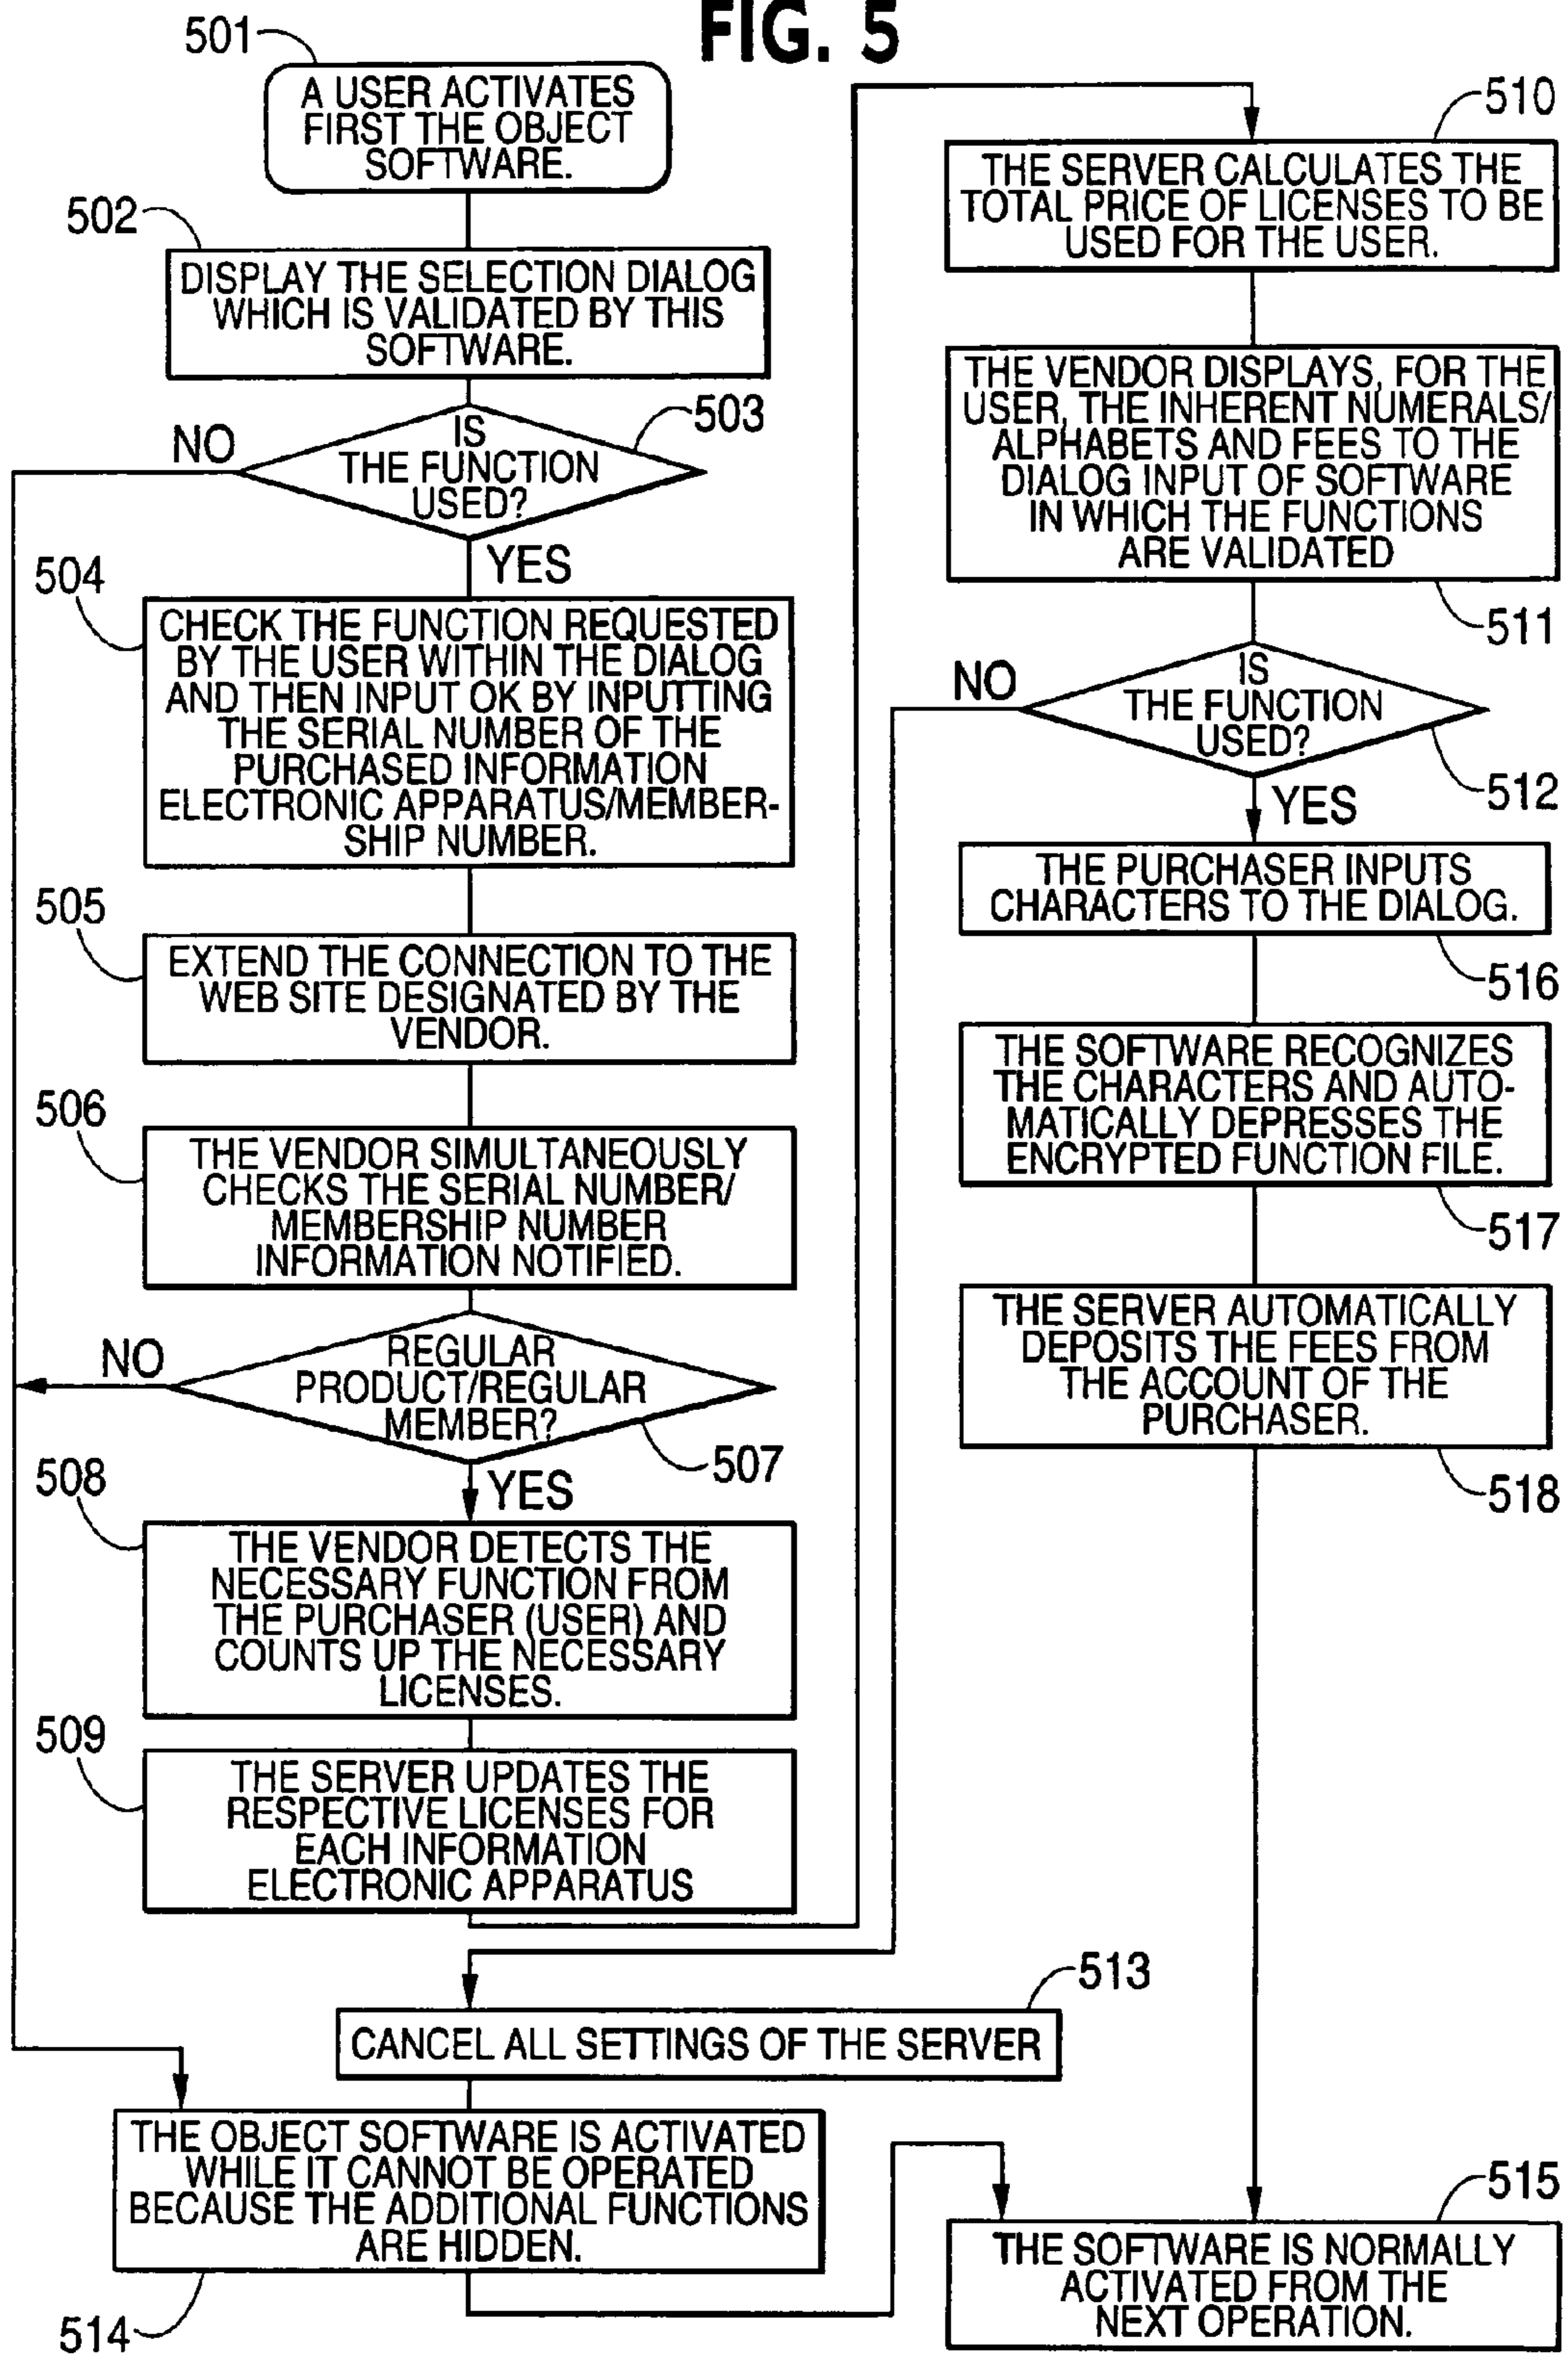 FIG. 5
501
A USER ACTIVATES
FIRST THE OBJECT
SOFTWARE.
502
DISPLAY THE SELECTION DIALOG
WHICH IS VALIDATED BY THIS
SOFTWARE.
503
IS
THE FUNCTION
USED?
NO
YES
504
CHECK THE FUNCTION REQUESTED
BY THE USER WITHIN THE DIALOG
AND THEN INPUT OK BY INPUTTING
THE SERIAL NUMBER OF THE
PURCHASED INFORMATION
ELECTRONIC APPARATUS/MEMBER-
SHIP NUMBER.
505
EXTEND THE CONNECTION TO THE
WEB SITE DESIGNATED BY THE
VENDOR.
506
THE VENDOR SIMULTANEOUSLY
CHECKS THE SERIAL NUMBER/
MEMBERSHIP NUMBER
INFORMATION NOTIFIED.
NO
REGULAR
PRODUCT/REGULAR
MEMBER?
507
YES
508
THE VENDOR DETECTS THE
NECESSARY FUNCTION FROM
THE PURCHASER (USER) AND
COUNTS UP THE NECESSARY
LICENSES.
509
THE SERVER UPDATES THE
RESPECTIVE LICENSES FOR
EACH INFORMATION
ELECTRONIC APPARATUS
510
THE SERVER CALCULATES THE
TOTAL PRICE OF LICENSES TO BE
USED FOR THE USER.
THE VENDOR DISPLAYS, FOR THE
USER, THE INHERENT NUMERALS/
ALPHABETS AND FEES TO THE
DIALOG INPUT OF SOFTWARE
IN WHICH THE FUNCTIONS
ARE VALIDATED
511
NO
IS
THE FUNCTION
USED?
512
YES
THE PURCHASER INPUTS
CHARACTERS TO THE DIALOG.
516
THE SOFTWARE RECOGNIZES
THE CHARACTERS AND AUTO-
MATICALLY DEPRESSES THE
ENCRYPTED FUNCTION FILE.
517
THE SERVER AUTOMATICALLY
DEPOSITS THE FEES FROM
THE ACCOUNT OF THE
PURCHASER.
518
513
CANCEL ALL SETTINGS OF THE SERVER
THE OBJECT SOFTWARE IS ACTIVATED
WHILE IT CANNOT BE OPERATED
BECAUSE THE ADDITIONAL FUNCTIONS
ARE HIDDEN.
514
515
THE SOFTWARE IS NORMALLY
ACTIVATED FROM THE
NEXT OPERATION.